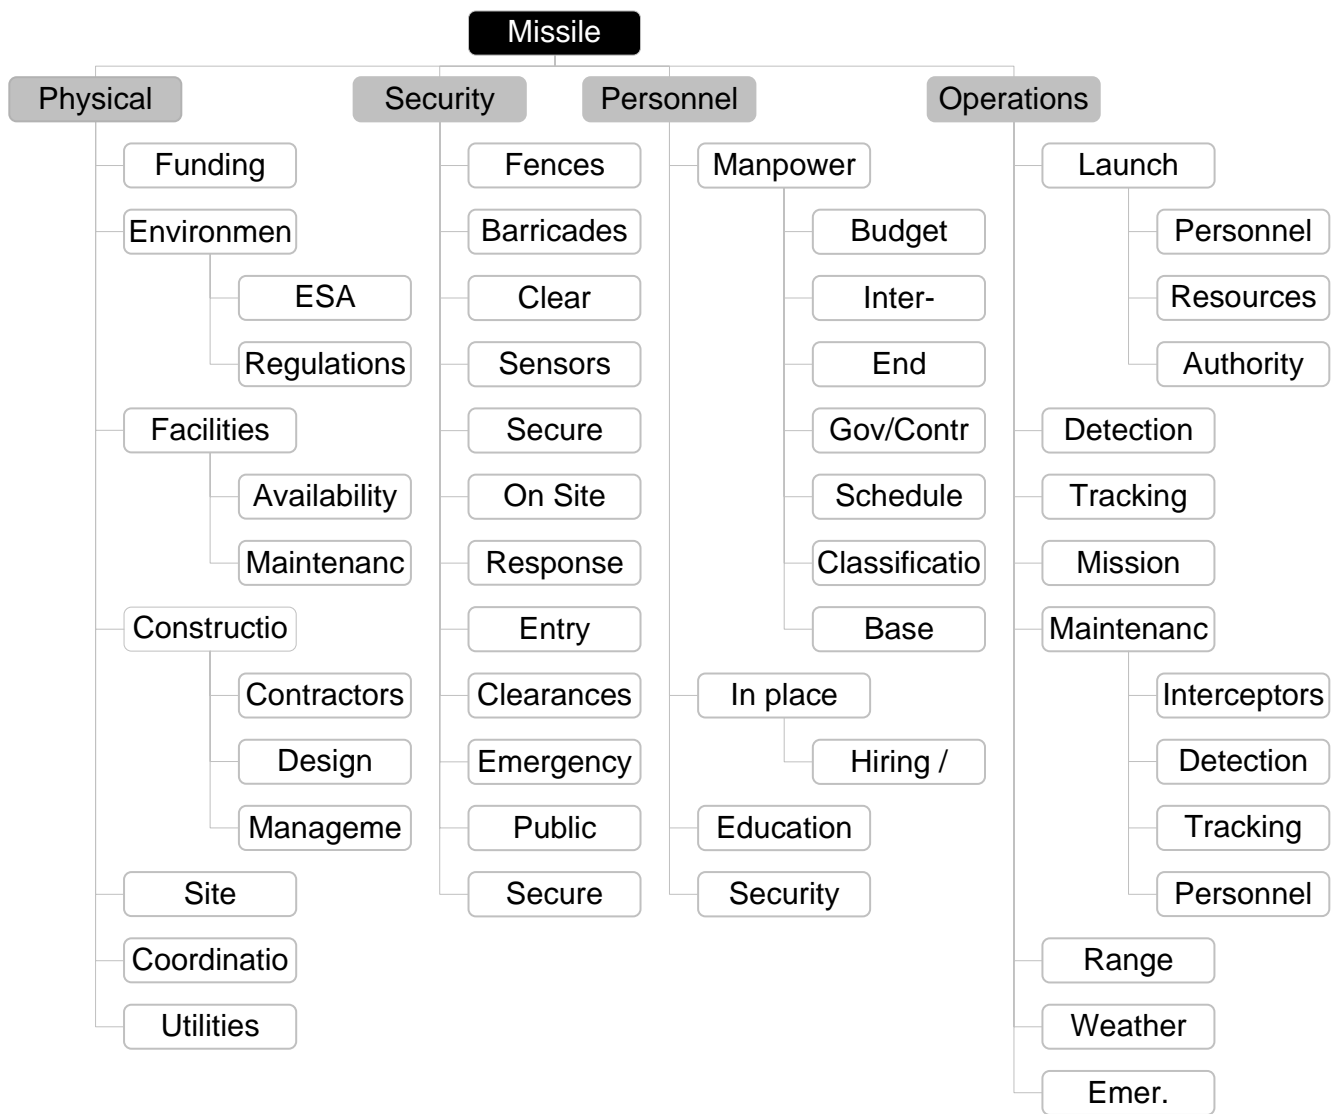 Missile
Physical
Security
Personnel
Operations
Funding
Environmen
ESA
Regulations
Facilities
Availability
Maintenanc
Constructio
Contractors
Design
Manageme
Site
Coordinatio
Utilities
Fences
Barricades
Clear
Sensors
Secure
On Site
Response
Entry
Clearances
Emergency
Public
Secure
Manpower
Budget
Inter-
End
Gov/Contr
Schedule
Classificatio
Base
In place
Hiring /
Education
Security
Launch
Personnel
Resources
Authority
Detection
Tracking
Mission
Maintenanc
Interceptors
Detection
Tracking
Personnel
Range
Weather
Emer.